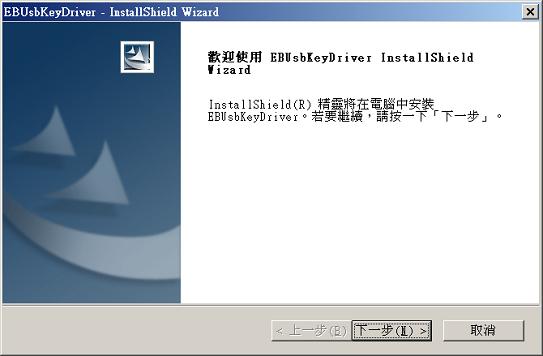 EBUsbKeyDriver - InstallShield Wizard
歡迎使用 EBUsbKeyDriver InstallShield
Wizard
InstallShield(R) 精靈將在電腦中安裝
EBUsbKeyDriver。若要繼續，請按一下「下一步」。
< 上一步(B) 下一步(N) > 取消